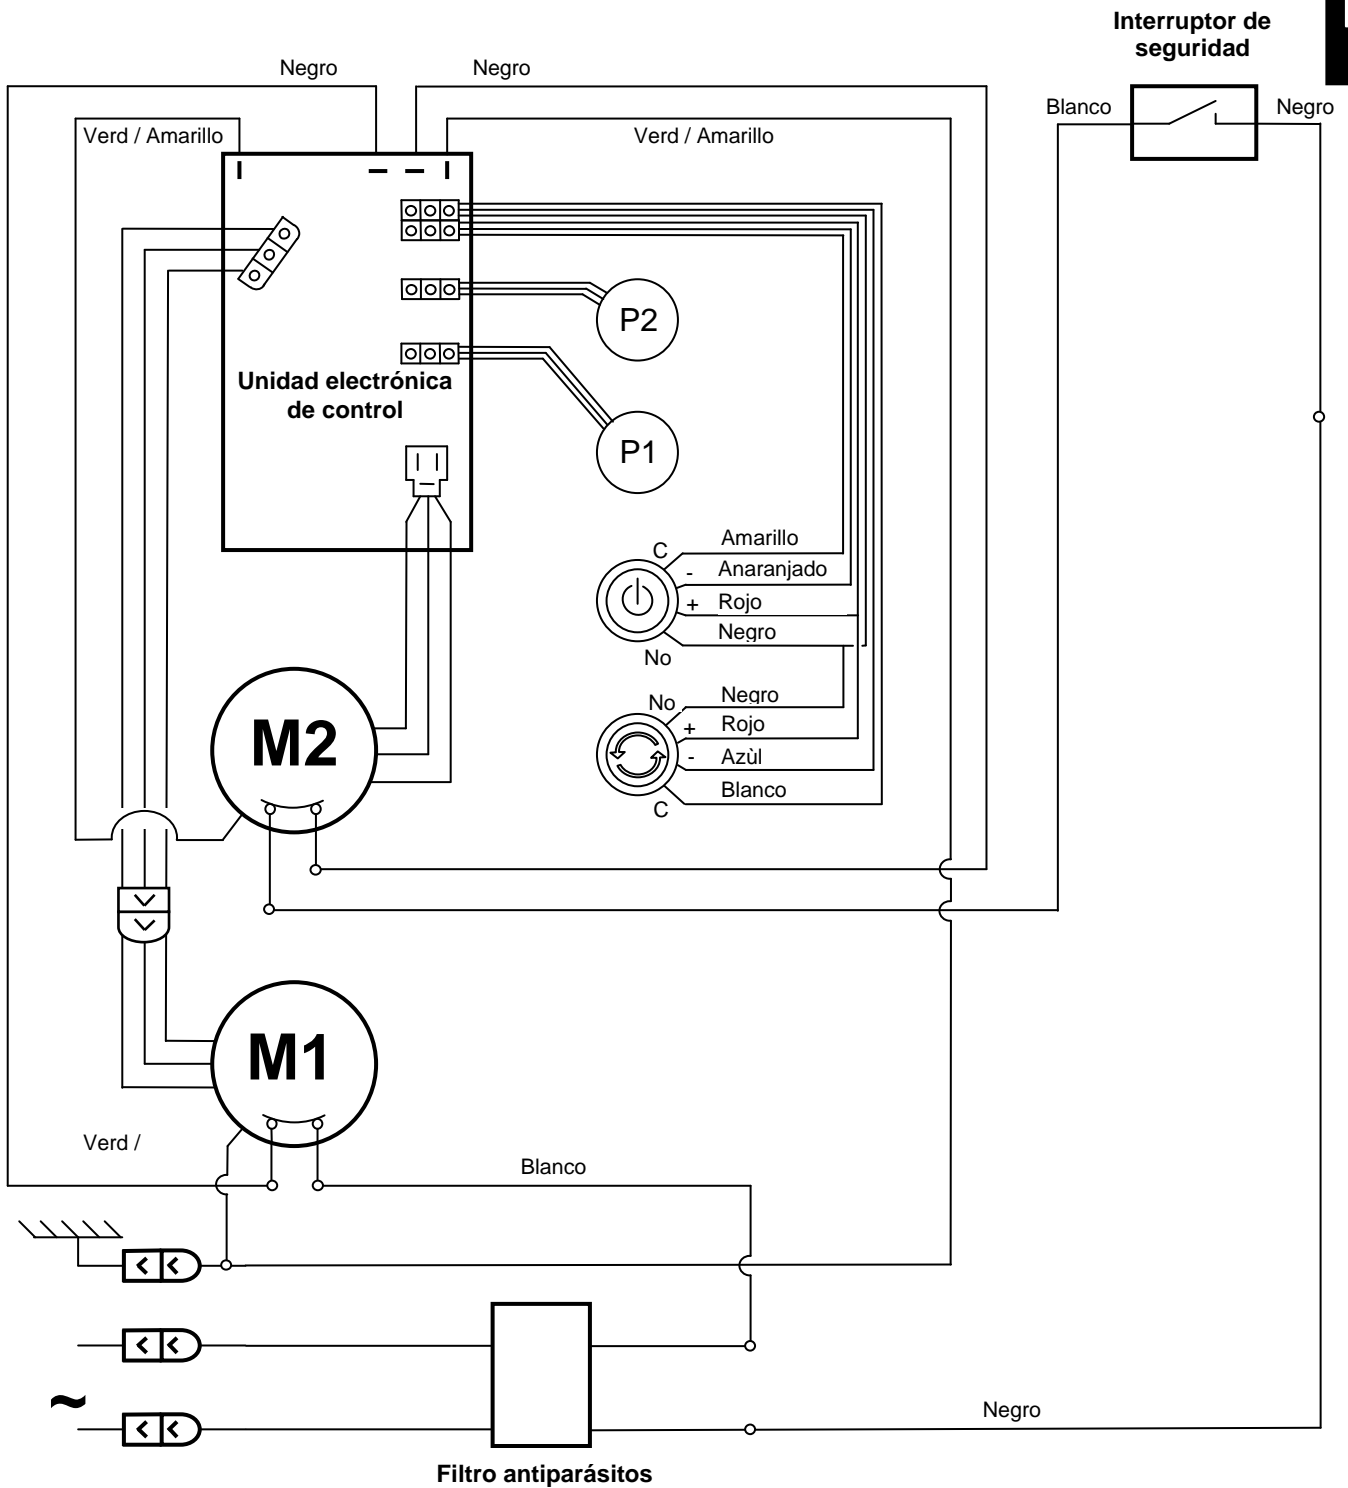 Interruptor de
seguridad
Negro
Negro
Blanco
Negro
Verd / Amarillo
Verd / Amarillo
P2
Unidad electrónica
de control
P1
C
Amarillo
-
Anaranjado
+
Rojo
Negro
No
No
Negro
+
Rojo
-
Azùl
Blanco
C
M2
M1
Verd /
Blanco
~
Negro
Filtro antiparásitos